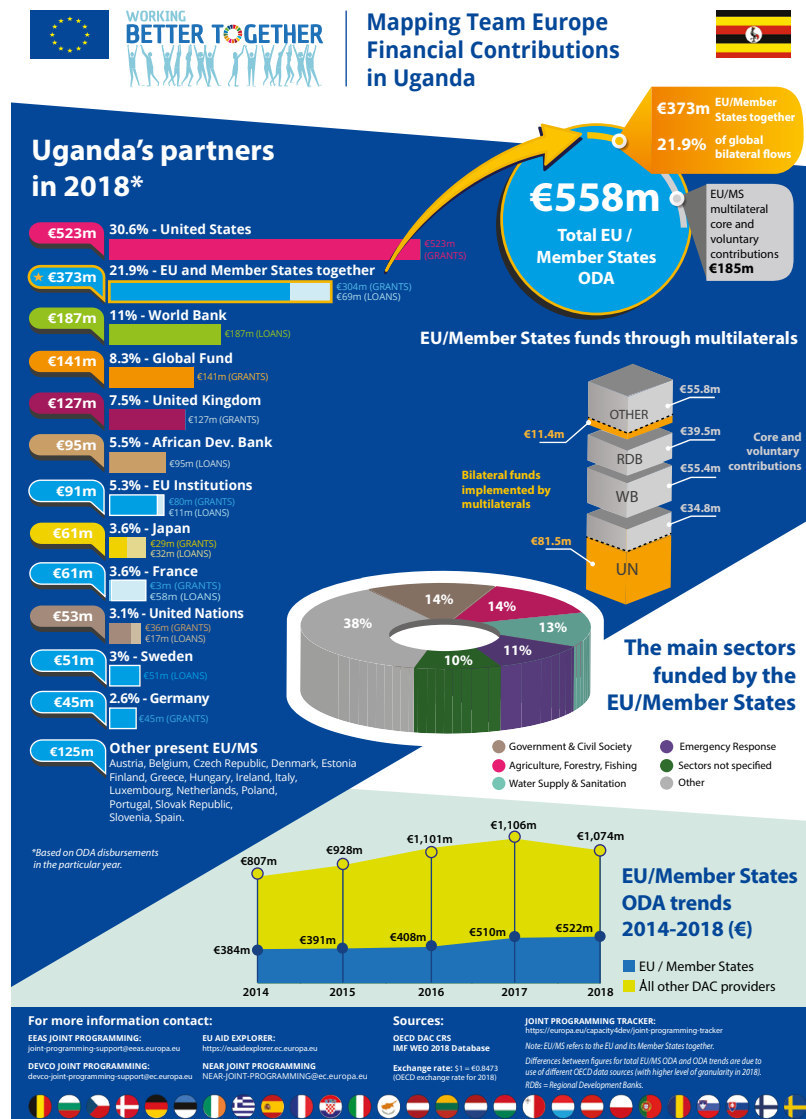 WORKING
BETTER TOGETHER
Mapping Team Europe
Financial Contributions
in Uganda
€373m
EU/Member
States together
21.9%
of global
bilateral flows
Uganda's partners
in 2018*
€558m
Total EU /
Member States
ODA
EU/MS
multilateral
core and
voluntary
contributions
€185m
€523m
30.6% - United States
€523m
(GRANTS)
€373m
21.9% - EU and Member States together
€304m (GRANTS)
€69m (LOANS)
€187m
11% - World Bank
€187m (LOANS)
€141m
8.3% - Global Fund
€141m (GRANTS)
€127m
7.5% - United Kingdom
€127m (GRANTS)
€95m
5.5% - African Dev. Bank
€95m (LOANS)
€91m
5.3% - EU Institutions
€80m (GRANTS)
€11m (LOANS)
€61m
3.6% - Japan
€29m (GRANTS)
€32m (LOANS)
€61m
3.6% - France
€3m (GRANTS)
€58m (LOANS)
€53m
3.1% - United Nations
€36m (GRANTS)
€17m (LOANS)
€51m
3% - Sweden
€51m (LOANS)
€45m
2.6% - Germany
€45m (GRANTS)
€125m
Other present EU/MS
Austria, Belgium, Czech Republic, Denmark, Estonia
Finland, Greece, Hungary, Ireland, Italy,
Luxembourg, Netherlands, Poland,
Portugal, Slovak Republic,
Slovenia, Spain.
*Based on ODA disbursements
in the particular year.
EU/Member States funds through multilaterals
€55.8m
OTHER
€11.4m
€39.5m
RDB
Core and
voluntary
contributions
€55.4m
WB
Bilateral funds
implemented by
multilaterals
€34.8m
€81.5m
UN
38%
14%
14%
13%
11%
10%
The main sectors
funded by the
EU/Member States
Government & Civil Society
Agriculture, Forestry, Fishing
Water Supply & Sanitation
Emergency Response
Sectors not specified
Other
€807m
€928m
€1,101m
€1,106m
€1,074m
€384m
€391m
€408m
€510m
€522m
2014
2015
2016
2017
2018
EU/Member States
ODA trends
2014-2018 (€)
EU / Member States
Åll other DAC providers
For more information contact:
EEAS JOINT PROGRAMMING:
joint-programming-support@eeas.europa.eu
DEVCO JOINT PROGRAMMING:
devco-joint-programming-support@ec.europa.eu
EU AID EXPLORER:
https://euaidexplorer.ec.europa.eu
NEAR JOINT PROGRAMMING
NEAR-JOINT-PROGRAMMING@ec.europa.eu
Sources:
OECD DAC CRS
IMF WEO 2018 Database
Exchange rate: $1 = €0.8473
(OECD exchange rate for 2018)
JOINT PROGRAMMING TRACKER:
https://europa.eu/capacity4dev/joint-programming-tracker
Note: EU/MS refers to the EU and its Member States together.
Differences between figures for total EU/MS ODA and ODA trends are due to
use of different OECD data sources (with higher level of granularity in 2018).
RDBs = Regional Development Banks.